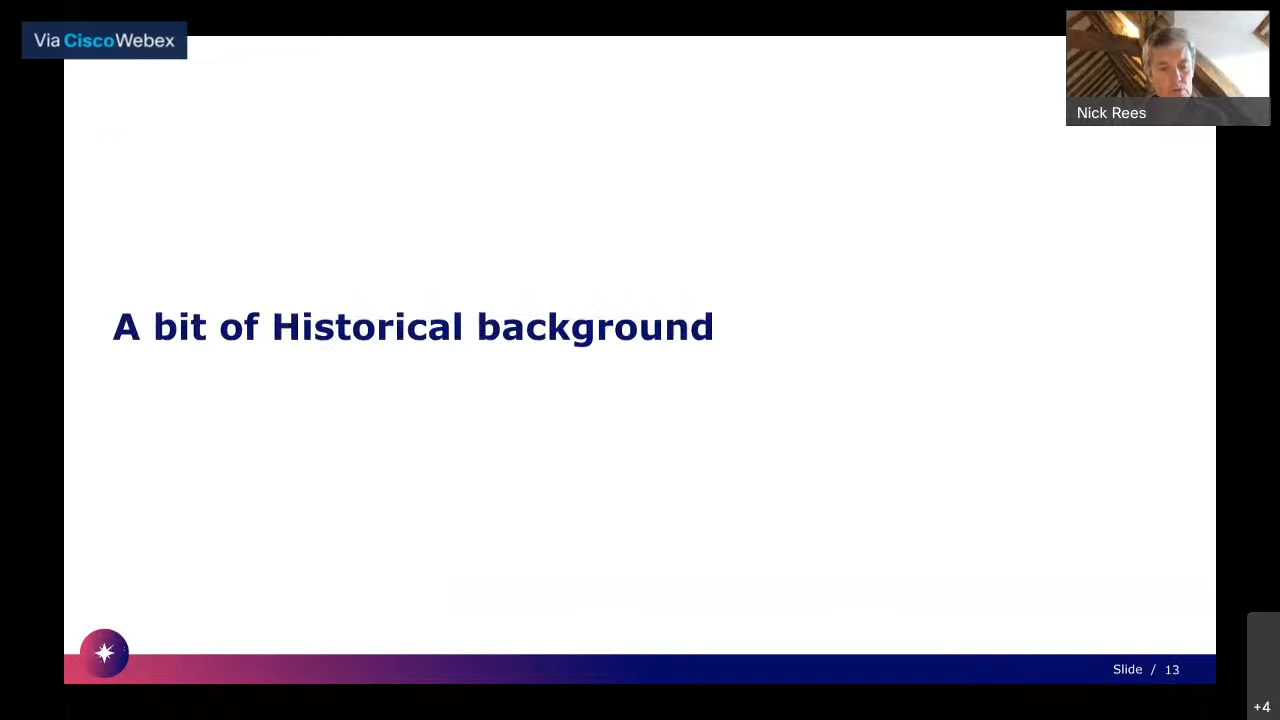 Via CiscoWebex
Nick Rees
A bit of Historical background
Slide / 13
+4